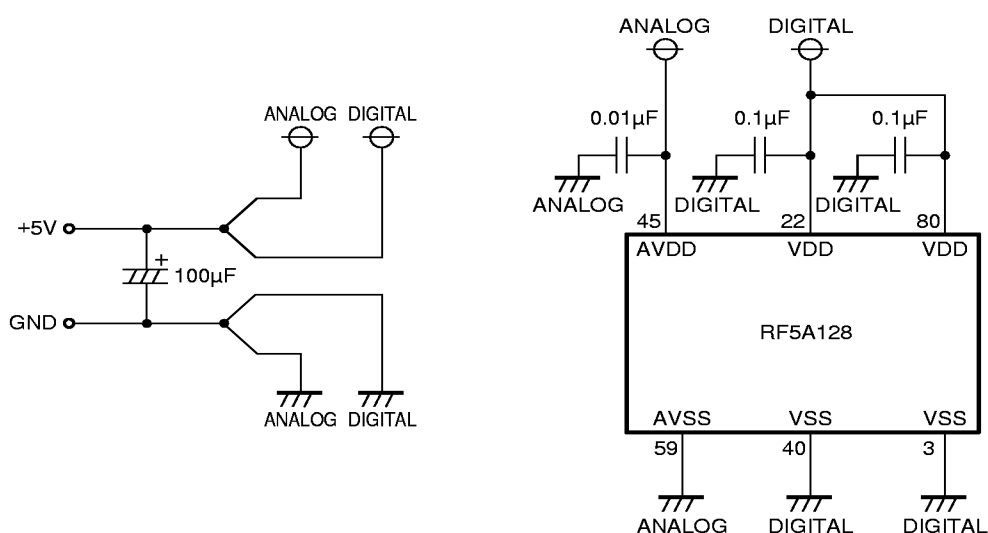 ANALOG DIGITAL
+5V
+
100µF
GND
ANALOG DIGITAL
ANALOG DIGITAL
0.01µF 0.1µF 0.1µF
ANALOG DIGITAL DIGITAL
45 22 80
AVDD VDD VDD
RF5A128
AVSS VSS VSS
59 40 3
ANALOG DIGITAL DIGITAL